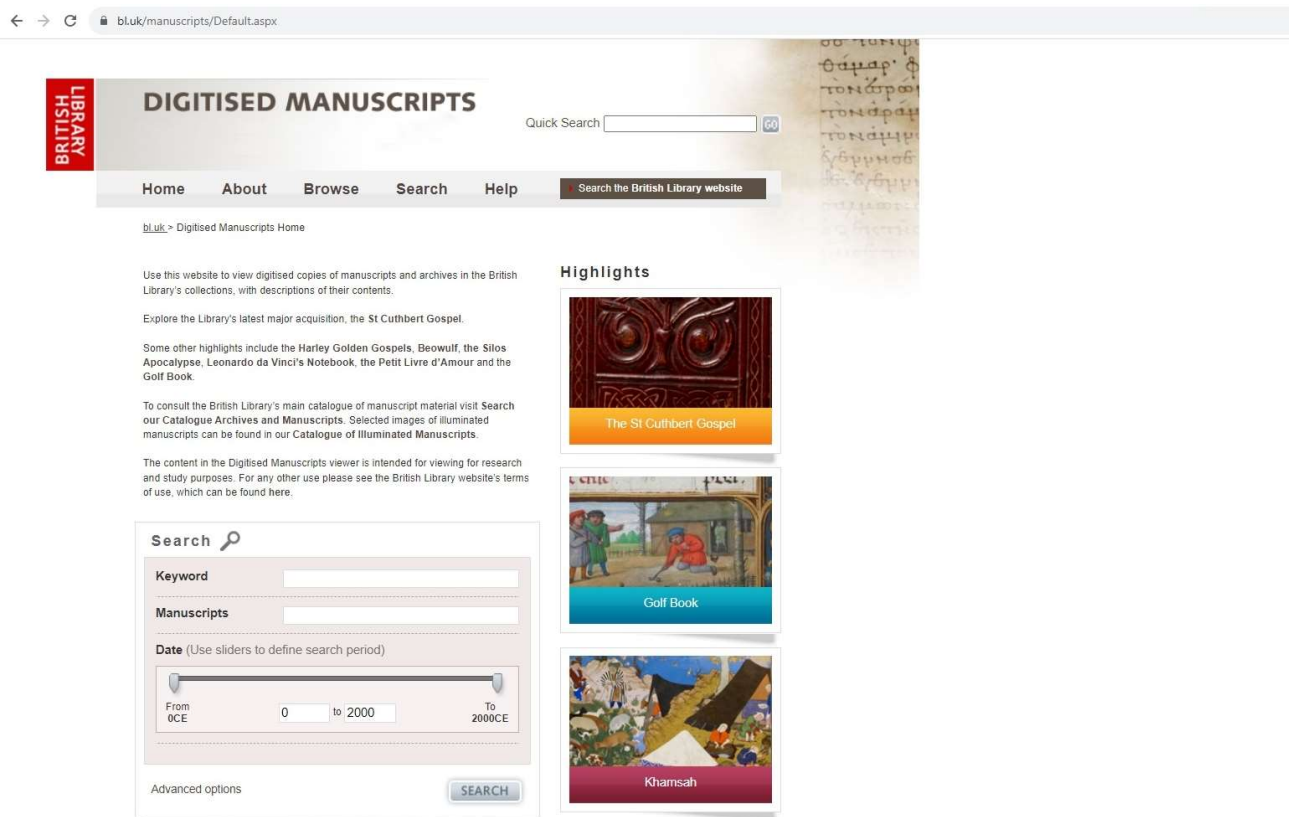 bl.uk/manuscripts/Default.aspx
BRITISH
LIBRARY
DIGITISED MANUSCRIPTS
Quick Search
GO
Home About Browse Search Help
Search the British Library website
bl.uk > Digitised Manuscripts Home
Use this website to view digitised copies of manuscripts and archives in the British
Library's collections, with descriptions of their contents.
Explore the Library's latest major acquisition, the St Cuthbert Gospel.
Some other highlights include the Harley Golden Gospels, Beowulf, the Silos
Apocalypse, Leonardo da Vinci's Notebook, the Petit Livre d'Amour and the
Golf Book.
To consult the British Library's main catalogue of manuscript material visit Search
our Catalogue Archives and Manuscripts. Selected images of illuminated
manuscripts can be found in our Catalogue of Illuminated Manuscripts.
The content in the Digitised Manuscripts viewer is intended for viewing for research
and study purposes. For any other use please see the British Library website's terms
of use, which can be found here.
Search
Keyword
Manuscripts
Date (Use sliders to define search period)
From
0CE
0 to 2000
To
2000CE
Advanced options
SEARCH
Highlights
The St Cuthbert Gospel
Golf Book
Khamsah